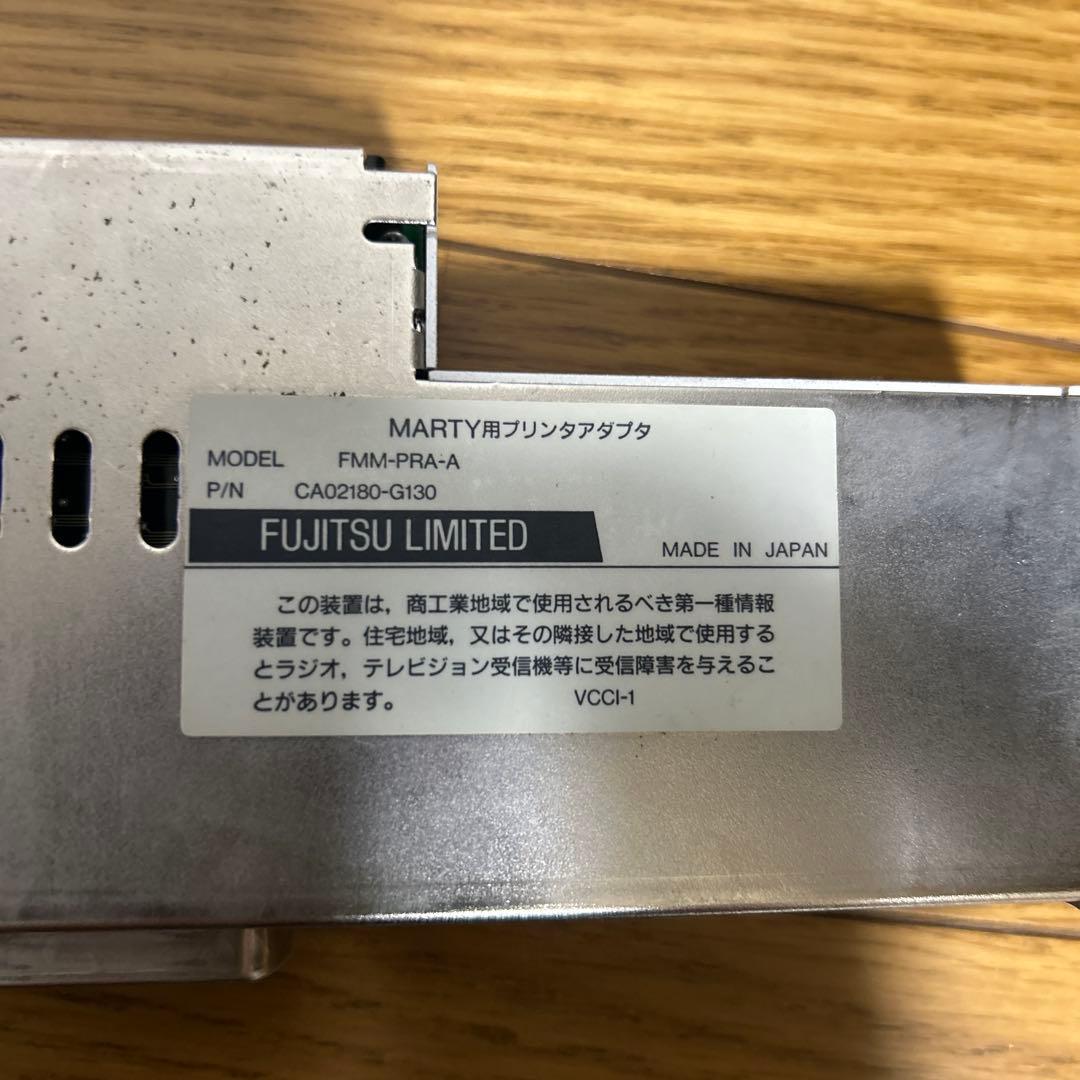 MARTY用プリンタアダプタ
MODEL FMM-PRA-A
P/N CA02180-G130
FUJITSU LIMITED
MADE IN JAPAN
この装置は，商工業地域で使用されるべき第一種情報
装置です。住宅地域，又はその隣接した地域で使用する
とラジオ，テレビジョン受信機等に受信障害を与えるこ
とがあります。 VCCI-1